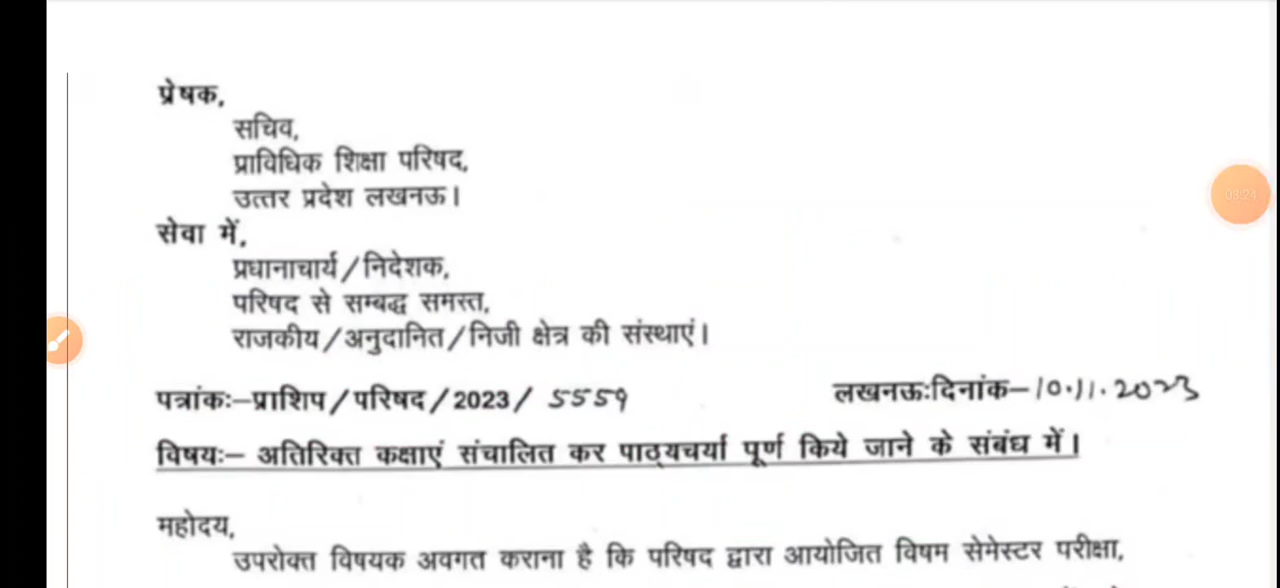 प्रेषक,
सचिव,
प्राविधिक शिक्षा परिषद,
उत्तर प्रदेश लखनऊ।
सेवा में,
प्रधानाचार्य/निदेशक,
परिषद से सम्बद्ध समस्त,
राजकीय/अनुदानित/निजी क्षेत्र की संस्थाएं।
पत्रांकः–प्राशिप/परिषद/2023/ 5559 लखनऊःदिनांक–10.11.2023
विषयः– अतिरिक्त कक्षाएं संचालित कर पाठ्यचर्या पूर्ण किये जाने के संबंध में।
महोदय,
उपरोक्त विषयक अवगत कराना है कि परिषद द्वारा आयोजित विषम सेमेस्टर परीक्षा,
03:24